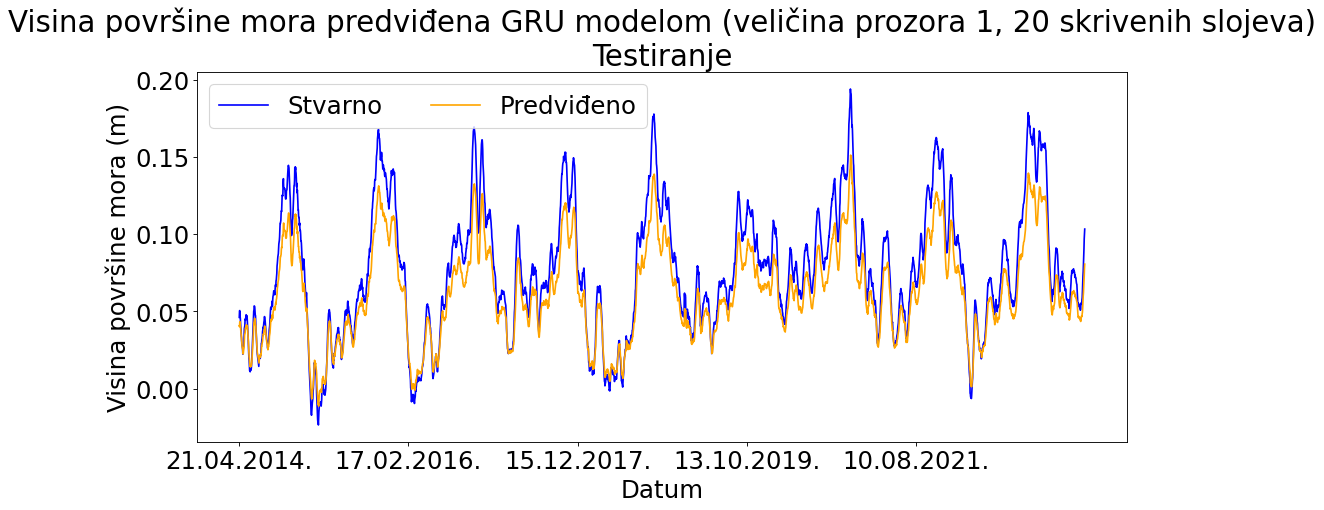 Visina površine mora predviđena GRU modelom (veličina prozora 1, 20 skrivenih slojeva)
Testiranje
Stvarno
Predviđeno
Visina površine mora (m)
0.20
0.15
0.10
0.05
0.00
21.04.2014.
17.02.2016.
15.12.2017.
13.10.2019.
10.08.2021.
Datum